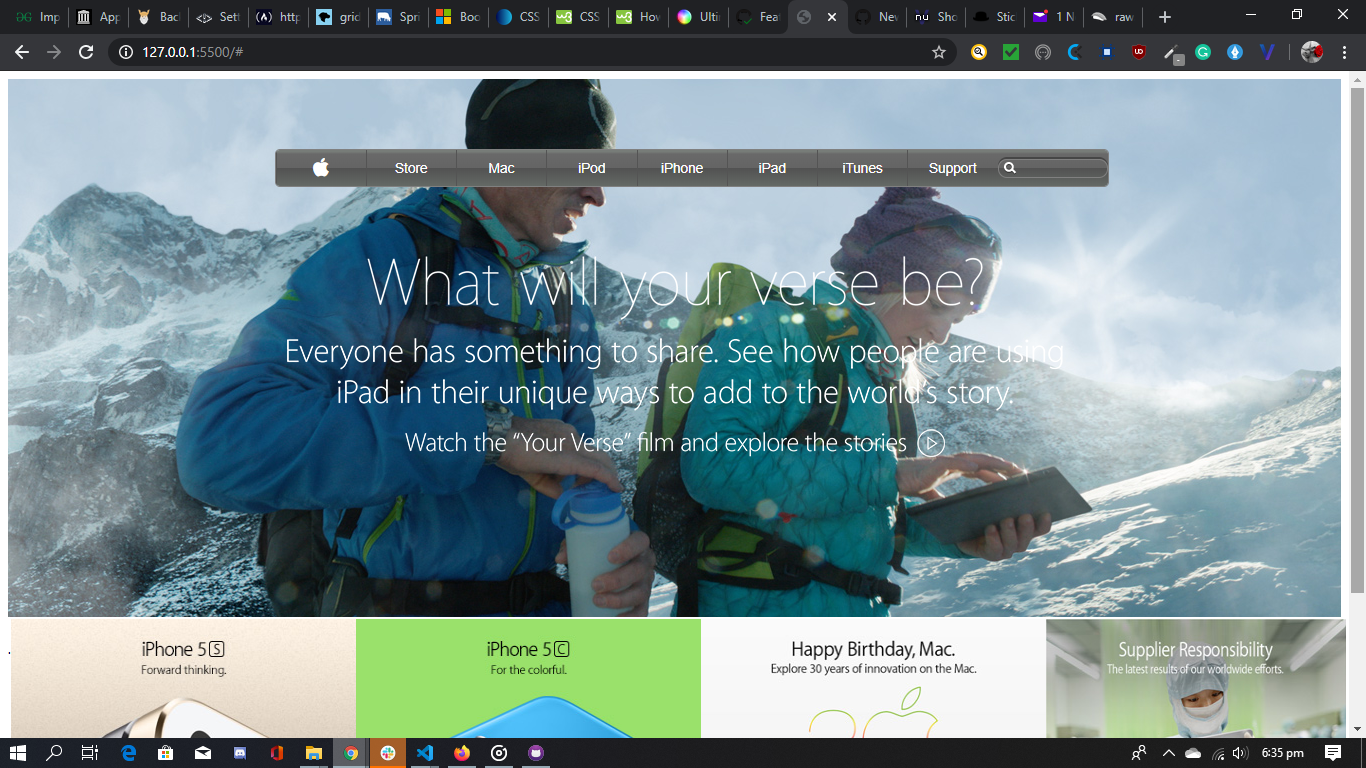 Imp
App
Baci
Sett
http
grid
Spri
Boo
CSS
CSS
How
Ulti
Feat
New
Sho
Stic
1 N
raw
127.0.0.1:5500/#
Store Mac iPod iPhone iPad iTunes Support
What will your verse be?
Everyone has something to share. See how people are using
iPad in their unique ways to add to the world's story.
Watch the “Your Verse” film and explore the stories
iPhone 5S
Forward thinking.
iPhone 5C
For the colorful.
Happy Birthday, Mac.
Explore 30 years of innovation on the Mac.
Supplier Responsibility
The latest results of our worldwide efforts.
6:35 pm